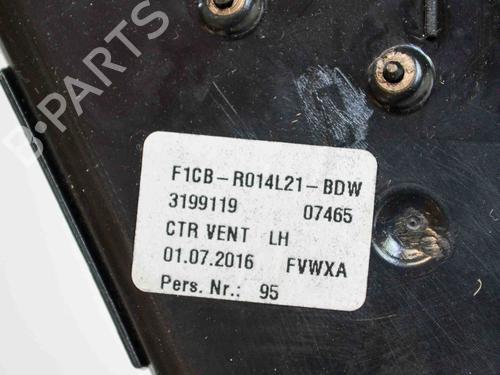 B-PARTS
F1CB-R014L21-BDW
3199119 07465
CTR VENT LH
01.07.2016 FVWXA
Pers. Nr.: 95